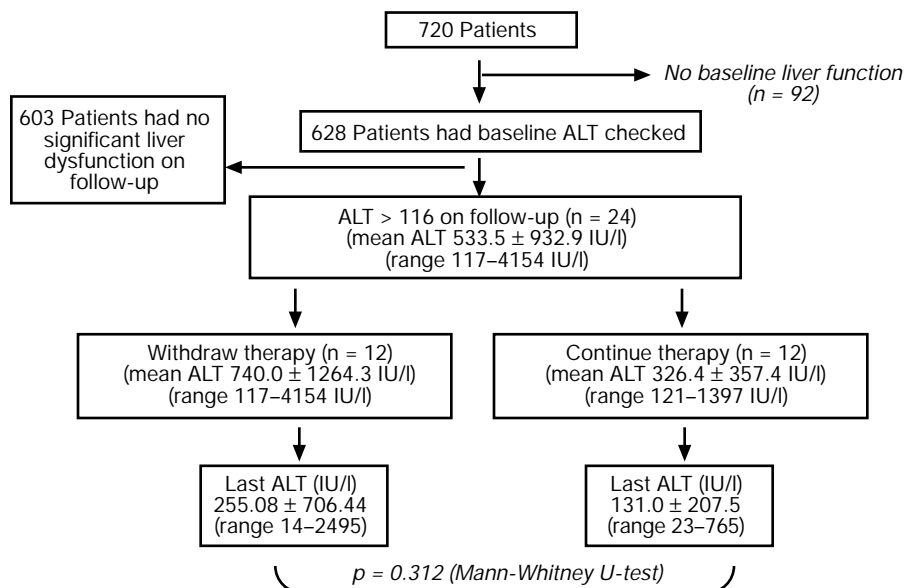 720 Patients
No baseline liver function
(n = 92)
603 Patients had no
significant liver
dysfunction on
follow-up
628 Patients had baseline ALT checked
ALT > 116 on follow-up (n = 24)
(mean ALT 533.5 ± 932.9 IU/l)
(range 117–4154 IU/l)
Withdraw therapy (n = 12)
(mean ALT 740.0 ± 1264.3 IU/l)
(range 117–4154 IU/l)
Continue therapy (n = 12)
(mean ALT 326.4 ± 357.4 IU/l)
(range 121–1397 IU/l)
Last ALT (IU/l)
255.08 ± 706.44
(range 14–2495)
Last ALT (IU/l)
131.0 ± 207.5
(range 23–765)
p = 0.312 (Mann-Whitney U-test)